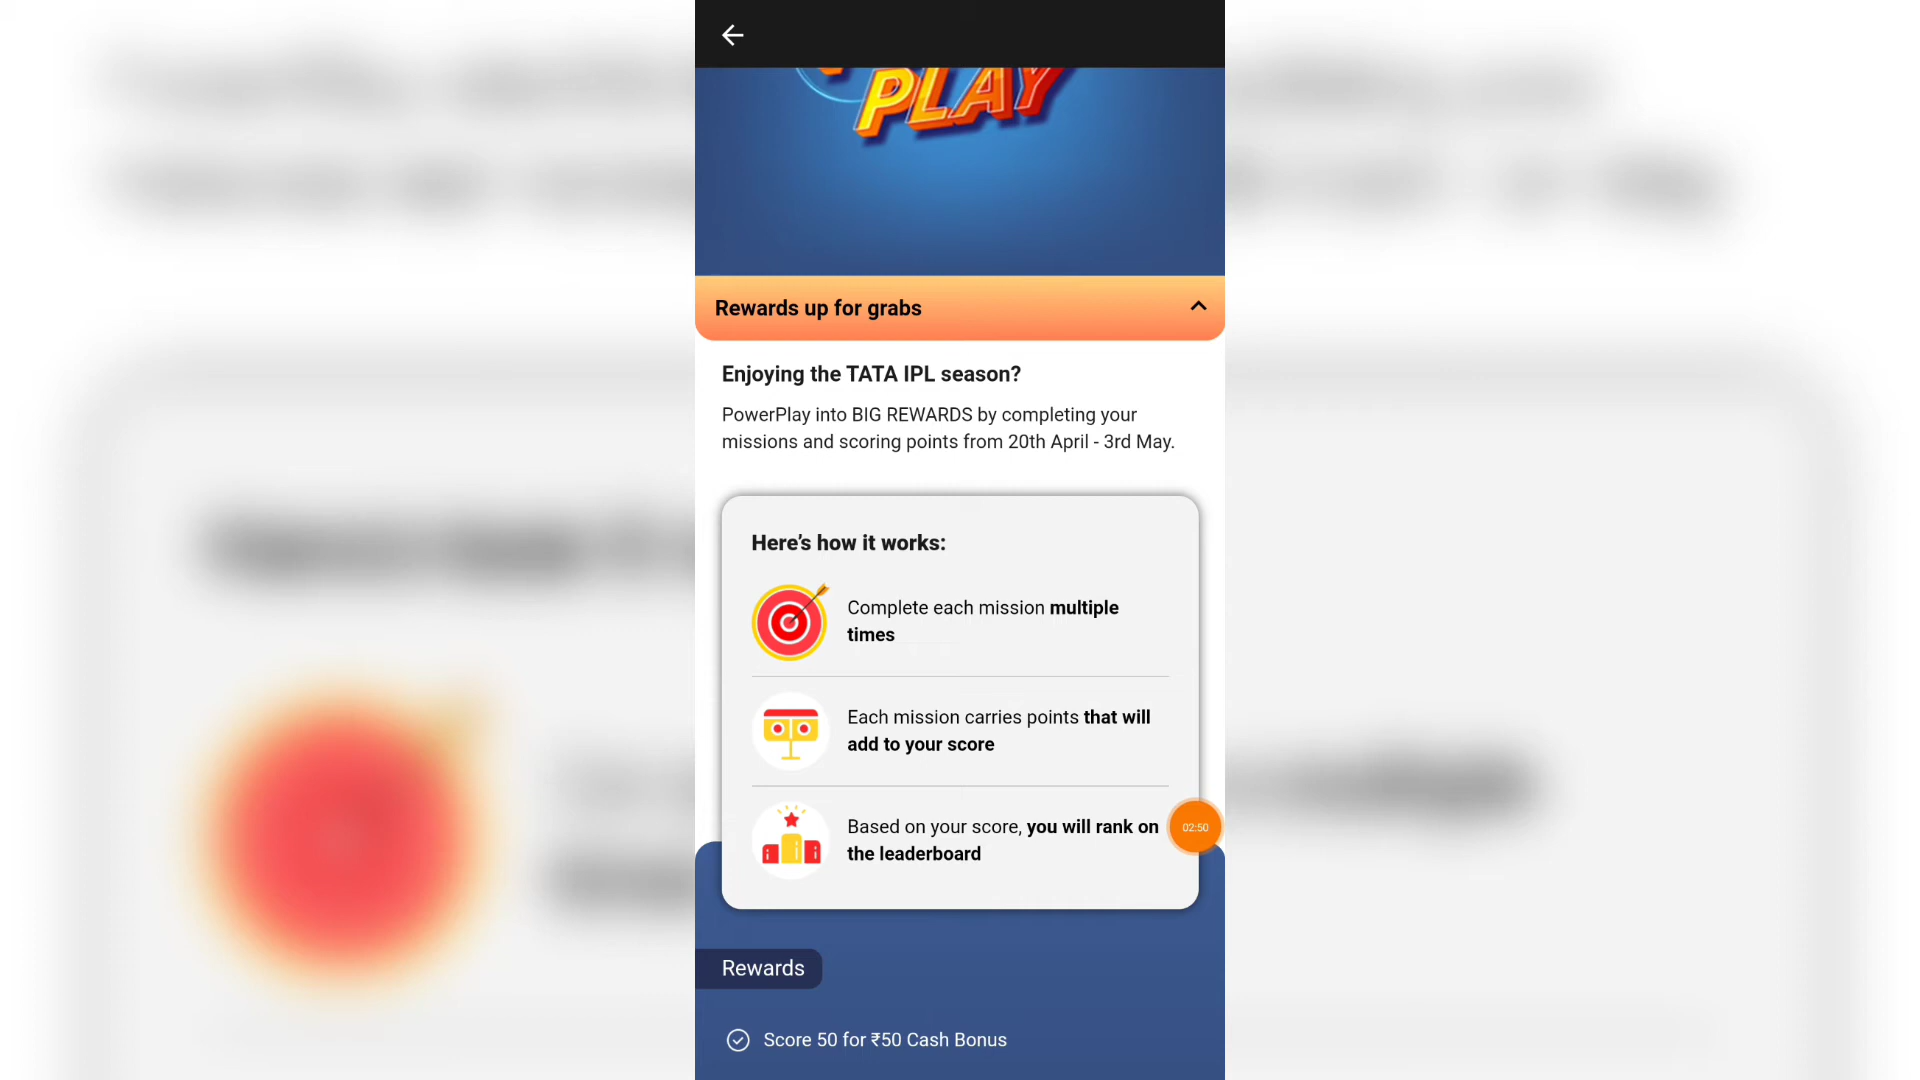 PLAY
Rewards up for grabs
Enjoying the TATA IPL season?
PowerPlay into BIG REWARDS by completing your
missions and scoring points from 20th April - 3rd May.
Here’s how it works:
Complete each mission multiple
times
Each mission carries points that will
add to your score
Based on your score, you will rank on
the leaderboard
02:50
Rewards
Score 50 for ₹50 Cash Bonus